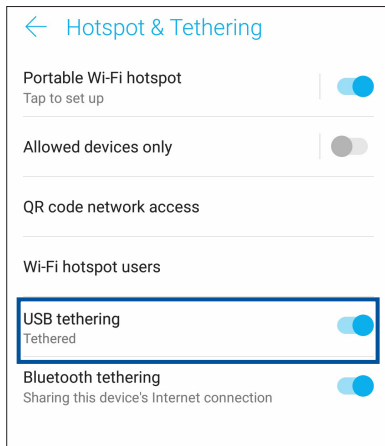 Hotspot & Tethering
Portable Wi-Fi hotspot
Tap to set up
Allowed devices only
QR code network access
Wi-Fi hotspot users
USB tethering
Tethered
Bluetooth tethering
Sharing this device's Internet connection